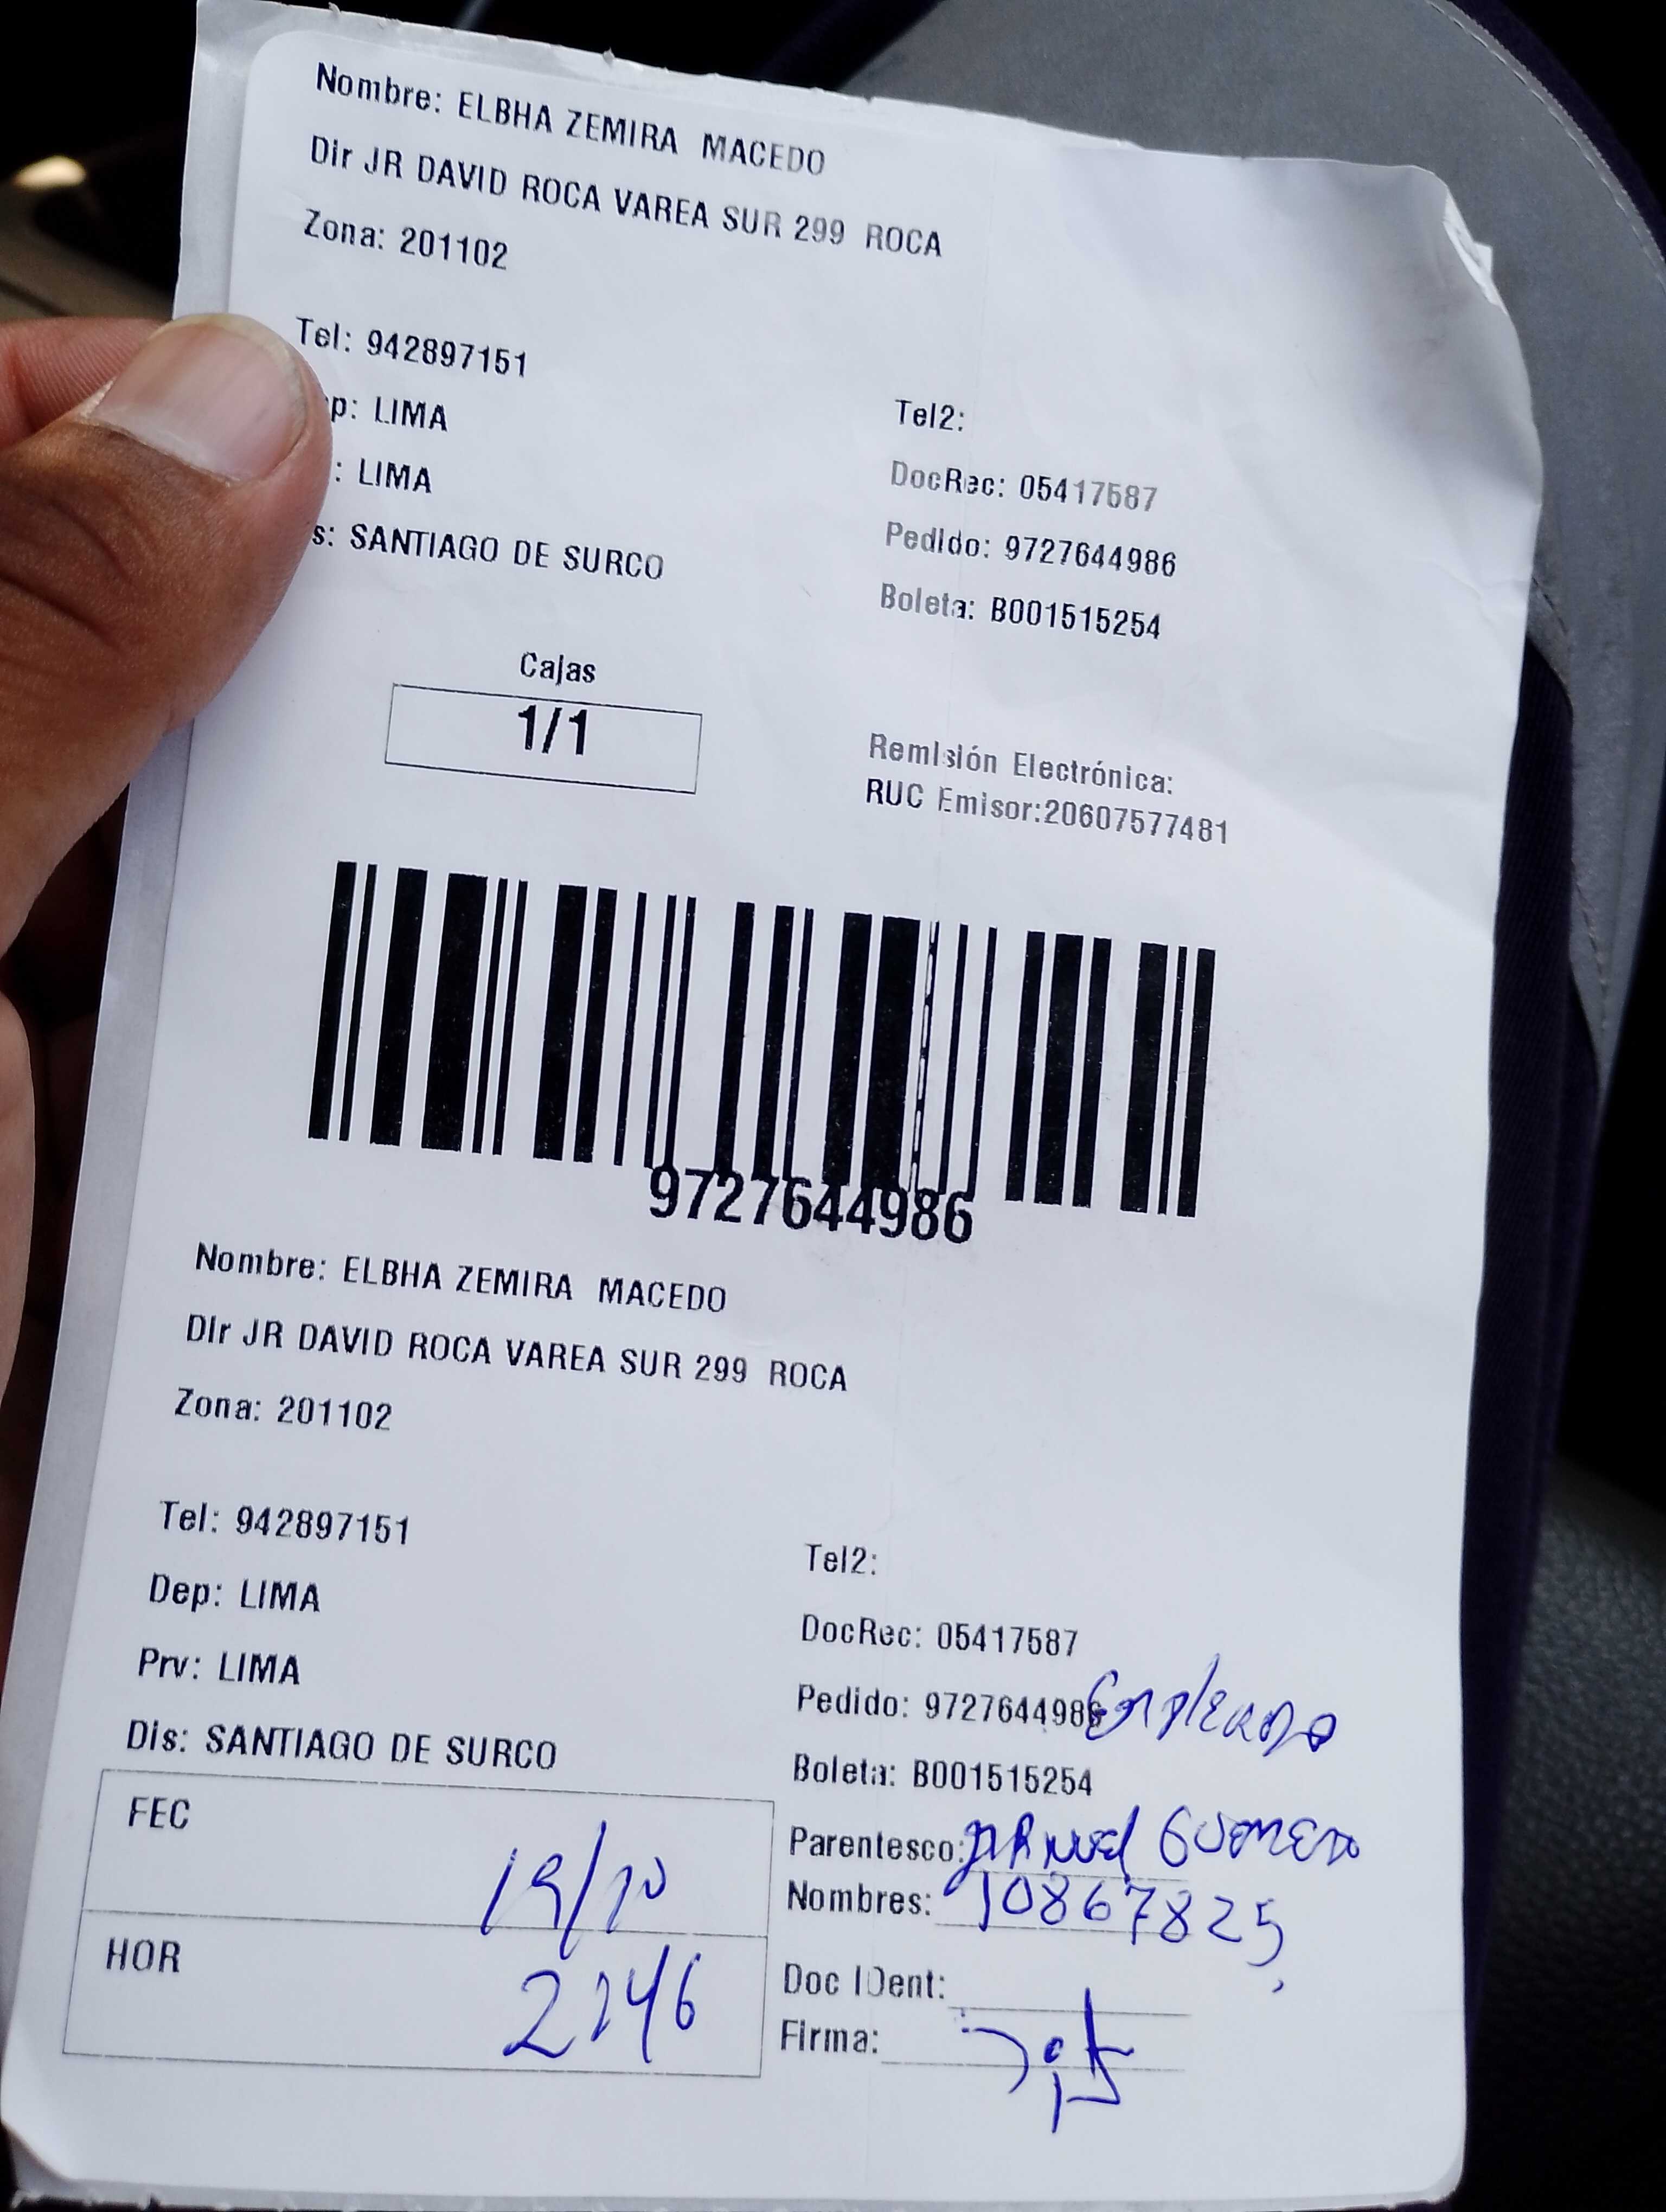 Nombre: ELBHA ZEMIRA MACEDO
Dir JR DAVID ROCA VAREA SUR 299 ROCA
Zona: 201102
Tel: 942897151
p: LIMA
: LIMA
s: SANTIAGO DE SURCO
Tel2:
DocRec: 05417587
Pedido: 9727644986
Boleta: B001515254
Cajas
1/1
Remisión Electrónica:
RUC Emisor:20607577481
9727644986
Nombre: ELBHA ZEMIRA MACEDO
Dir JR DAVID ROCA VAREA SUR 299 ROCA
Zona: 201102
Tel: 942897151
Dep: LIMA
Prv: LIMA
Dis: SANTIAGO DE SURCO
Tel2:
DocRec: 05417587
Pedido: 9727644986 Empleado
Boleta: B001515254
FEC 19/10
HOR
Parentesco: Manuel
Nombres: 10867825
Doc IDent:
Firma: